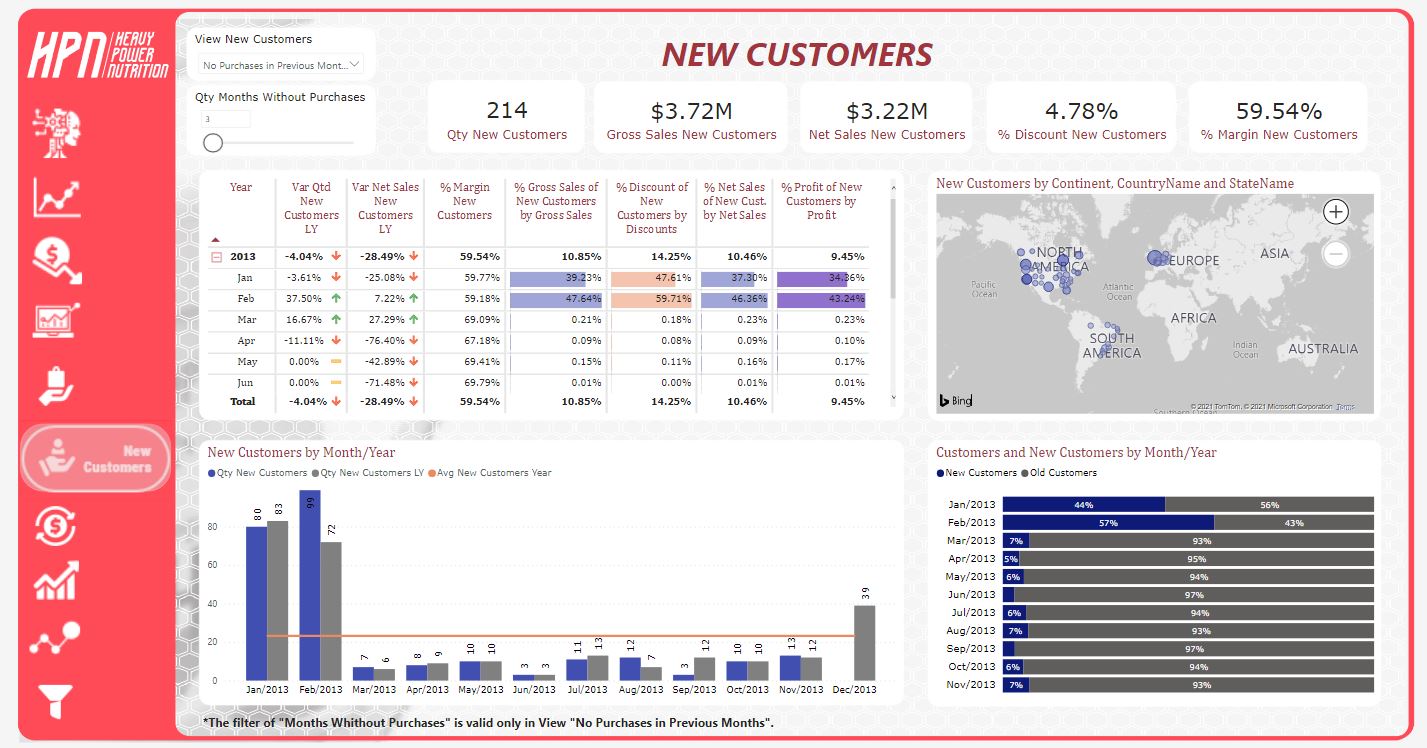 HPN HEAVY
POWER
NUTRITION
View New Customers
No Purchases in Previous Mont...
Qty Months Without Purchases
3
NEW CUSTOMERS
214
Qty New Customers
$3.72M
Gross Sales New Customers
$3.22M
Net Sales New Customers
4.78%
% Discount New Customers
59.54%
% Margin New Customers
Year
Var Qtd
New
Customers
LY
Var Net Sales
New
Customers
LY
% Margin
New
Customers
% Gross Sales of
New Customers
by Gross Sales
% Discount of
New
Customers by
Discounts
% Net Sales
of New Cust.
by Net Sales
% Profit of New
Customers by
Profit
2013 -4.04% -28.49% 59.54% 10.85% 14.25% 10.46% 9.45%
Jan -3.61% -25.08% 59.77% 39.23% 47.61% 37.30% 34.36%
Feb 37.50% 7.22% 59.18% 47.64% 59.71% 46.36% 43.24%
Mar 16.67% 27.29% 69.09% 0.21% 0.18% 0.23% 0.23%
Apr -11.11% -76.40% 67.18% 0.09% 0.08% 0.09% 0.10%
May 0.00% -42.89% 69.41% 0.15% 0.11% 0.16% 0.17%
Jun 0.00% -71.48% 69.79% 0.01% 0.00% 0.01% 0.01%
Total -4.04% -28.49% 59.54% 10.85% 14.25% 10.46% 9.45%
New Customers by Continent, CountryName and StateName
NORTH
AMERICA
EUROPE
ASIA
Pacific
Ocean
Atlantic
Ocean
AFRICA
SOUTH
AMERICA
Indian
Ocean
AUSTRALIA
Bing
© 2021 TomTom, © 2021 Microsoft Corporation Terms
Southern Ocean
New
Customers
New Customers by Month/Year
Qty New Customers Qty New Customers LY Avg New Customers Year
80
60
40
20
0
80 83
99 72
7 6
8 9
10 10
3 3
11 13
12 7
3 12
10 10
13 12
39
Jan/2013 Feb/2013 Mar/2013 Apr/2013 May/2013 Jun/2013 Jul/2013 Aug/2013 Sep/2013 Oct/2013 Nov/2013 Dec/2013
Customers and New Customers by Month/Year
New Customers Old Customers
Jan/2013 44% 56%
Feb/2013 57% 43%
Mar/2013 7% 93%
Apr/2013 5% 95%
May/2013 6% 94%
Jun/2013 97%
Jul/2013 6% 94%
Aug/2013 7% 93%
Sep/2013 97%
Oct/2013 6% 94%
Nov/2013 7% 93%
*The filter of "Months Whithout Purchases" is valid only in View "No Purchases in Previous Months".